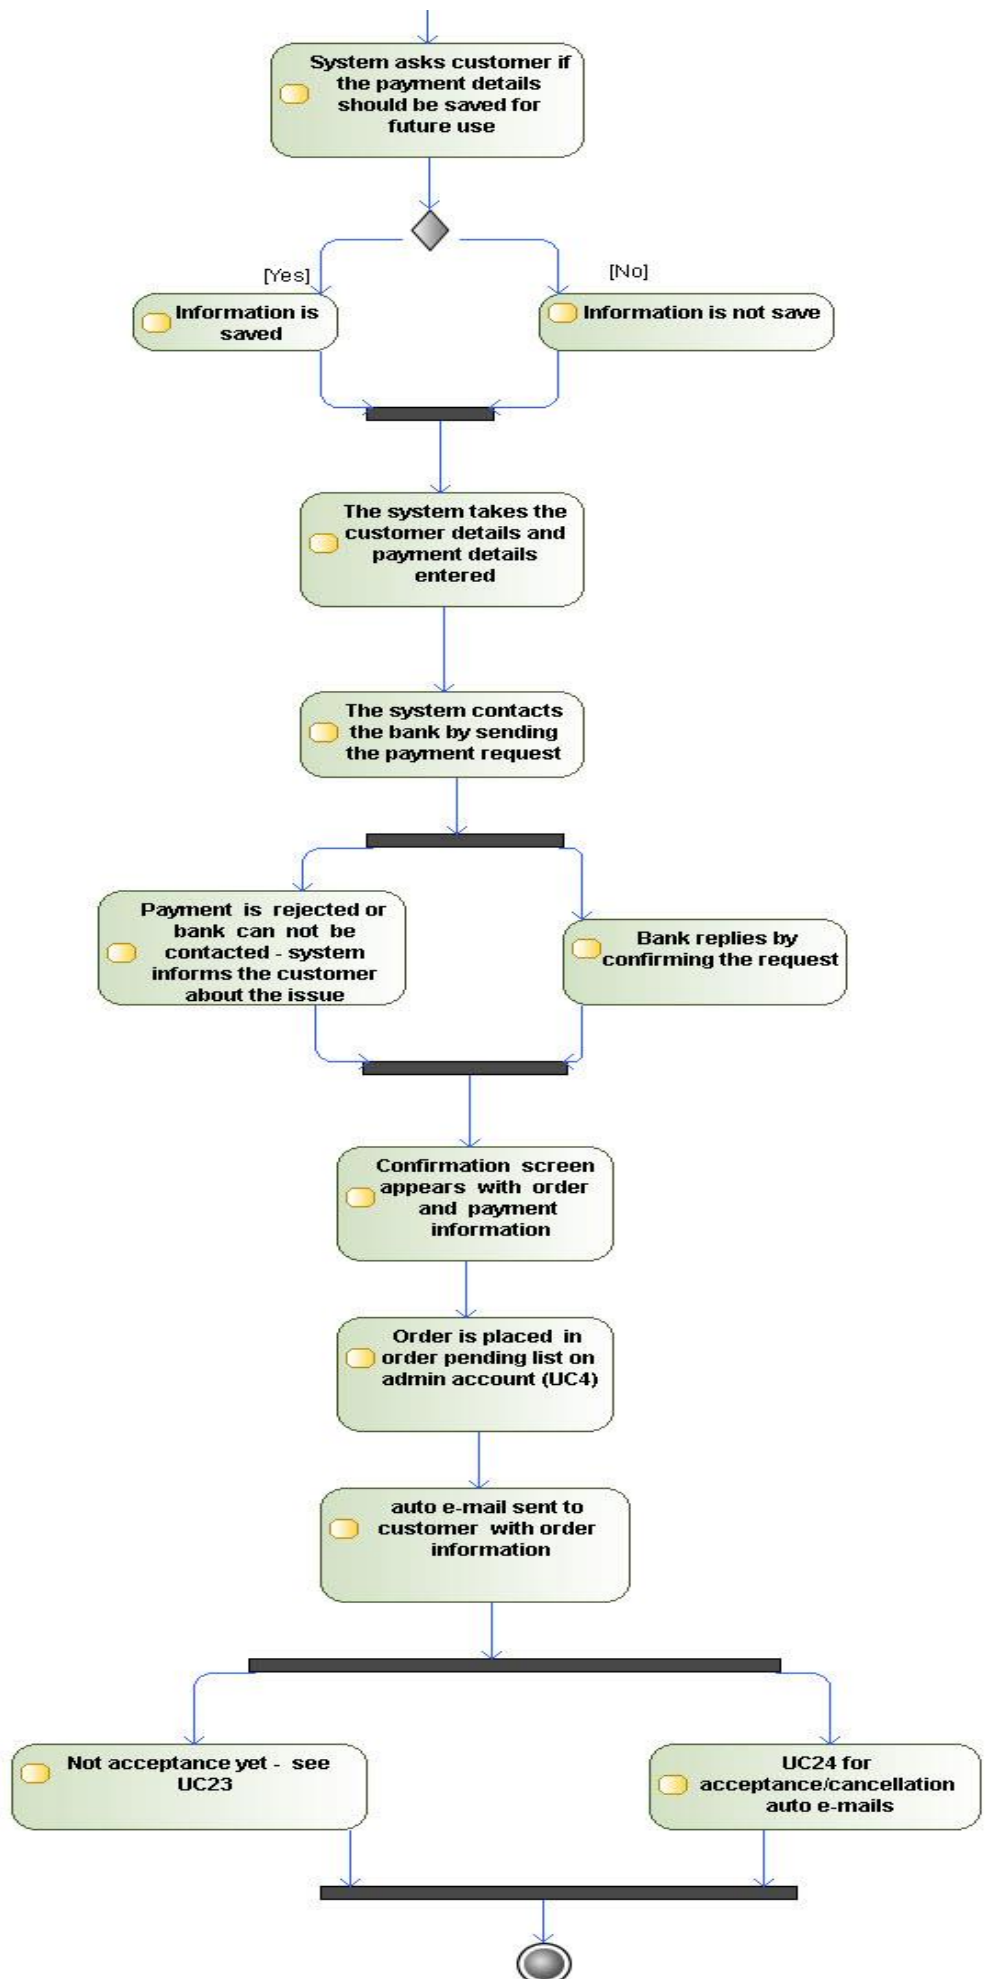 System asks customer if
the payment details
should be saved for
future use
[Yes]
[No]
Information is
saved
Information is not save
The system takes the
customer details and
payment details
entered
The system contacts
the bank by sending
the payment request
Payment is rejected or
bank can not be
contacted - system
informs the customer
about the issue
Bank replies by
confirming the request
Confirmation screen
appears with order
and payment
information
Order is placed in
order pending list on
admin account (UC4)
auto e-mail sent to
customer with order
information
Not acceptance yet - see
UC23
UC24 for
acceptance/cancellation
auto e-mails